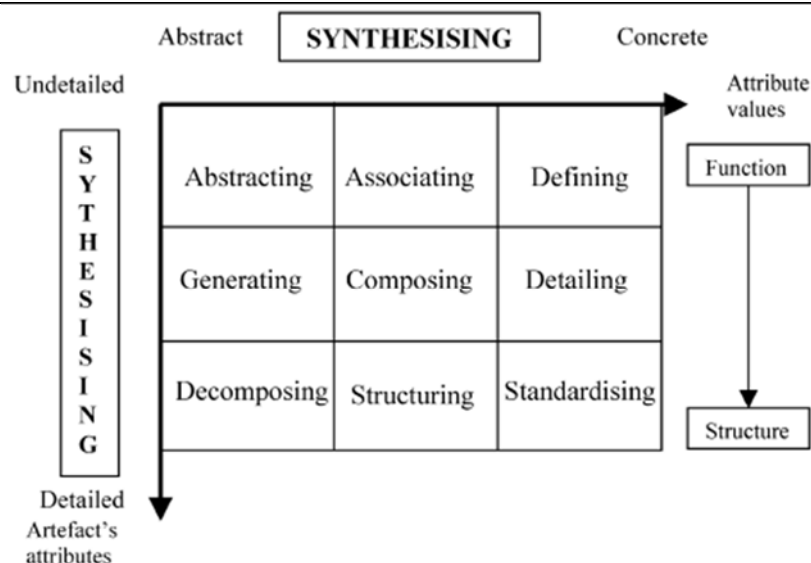 Abstract SYNTHESISING Concrete
Undetailed
Attribute
values
S
Y
T
H
E
S
I
S
I
N
G
Abstracting Associating Defining
Function
Generating Composing Detailing
Decomposing Structuring Standardising
Structure
Detailed
Artefact's
attributes